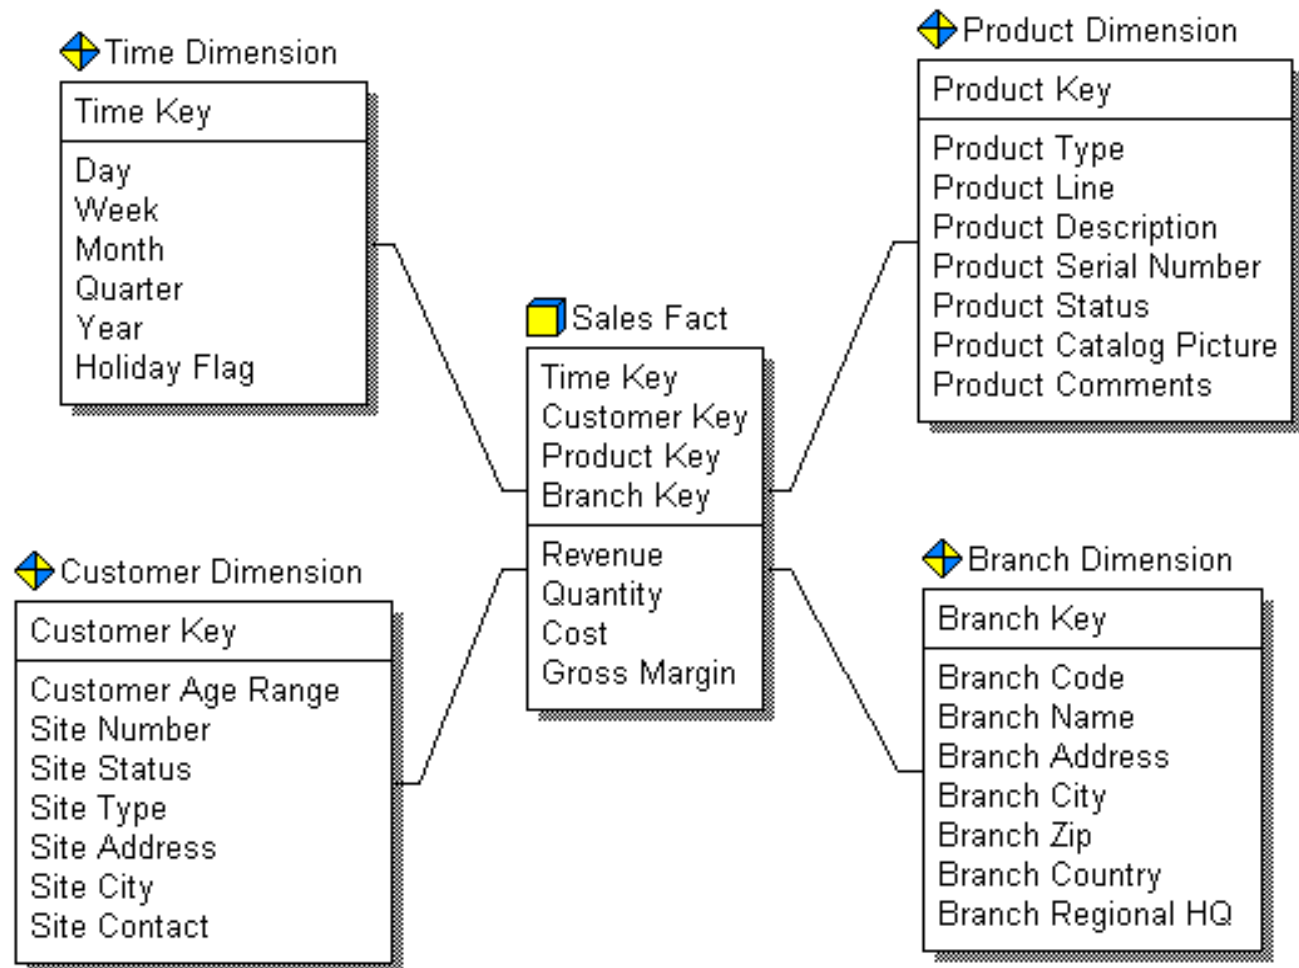 Time Dimension
Time Key
Day
Week
Month
Quarter
Year
Holiday Flag
Product Dimension
Product Key
Product Type
Product Line
Product Description
Product Serial Number
Product Status
Product Catalog Picture
Product Comments
Sales Fact
Time Key
Customer Key
Product Key
Branch Key
Revenue
Quantity
Cost
Gross Margin
Customer Dimension
Customer Key
Customer Age Range
Site Number
Site Status
Site Type
Site Address
Site City
Site Contact
Branch Dimension
Branch Key
Branch Code
Branch Name
Branch Address
Branch City
Branch Zip
Branch Country
Branch Regional HQ